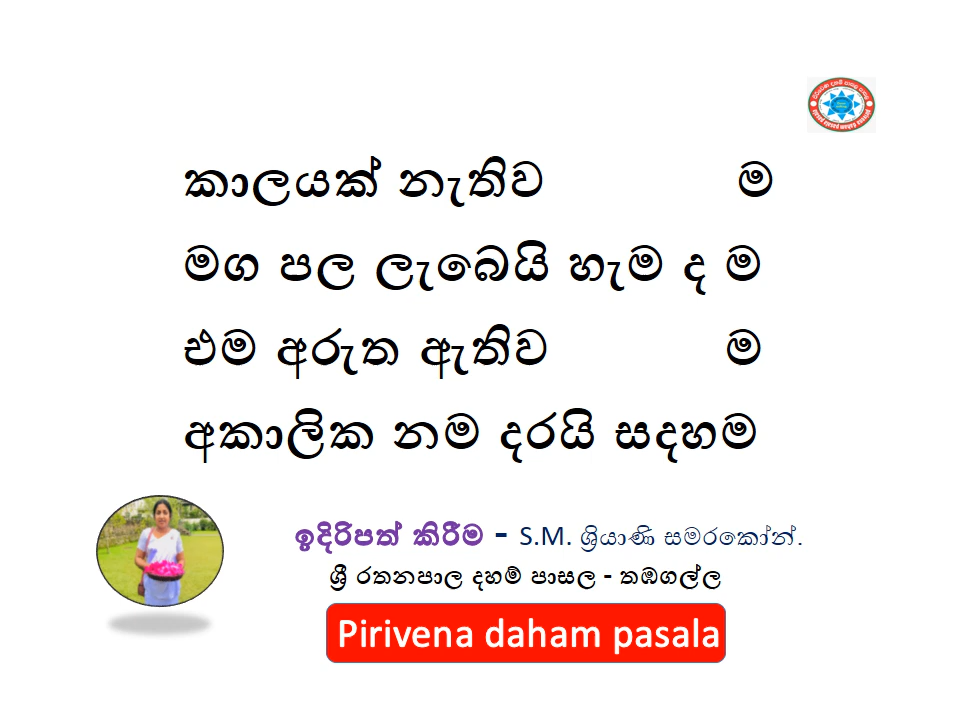 කාලයක් නැතිව ම
මග පල ලැබෙයි හැම ද ම
එම අරුත ඇතිව ම
අකාලික නම දරයි සදහම
ඉදිරිපත් කිරීම - S.M. ශ්‍රියාණි සමරකෝන්.
ශ්‍රී රතනපාල දහම් පාසල - තඹගල්ල
Pirivena daham pasala